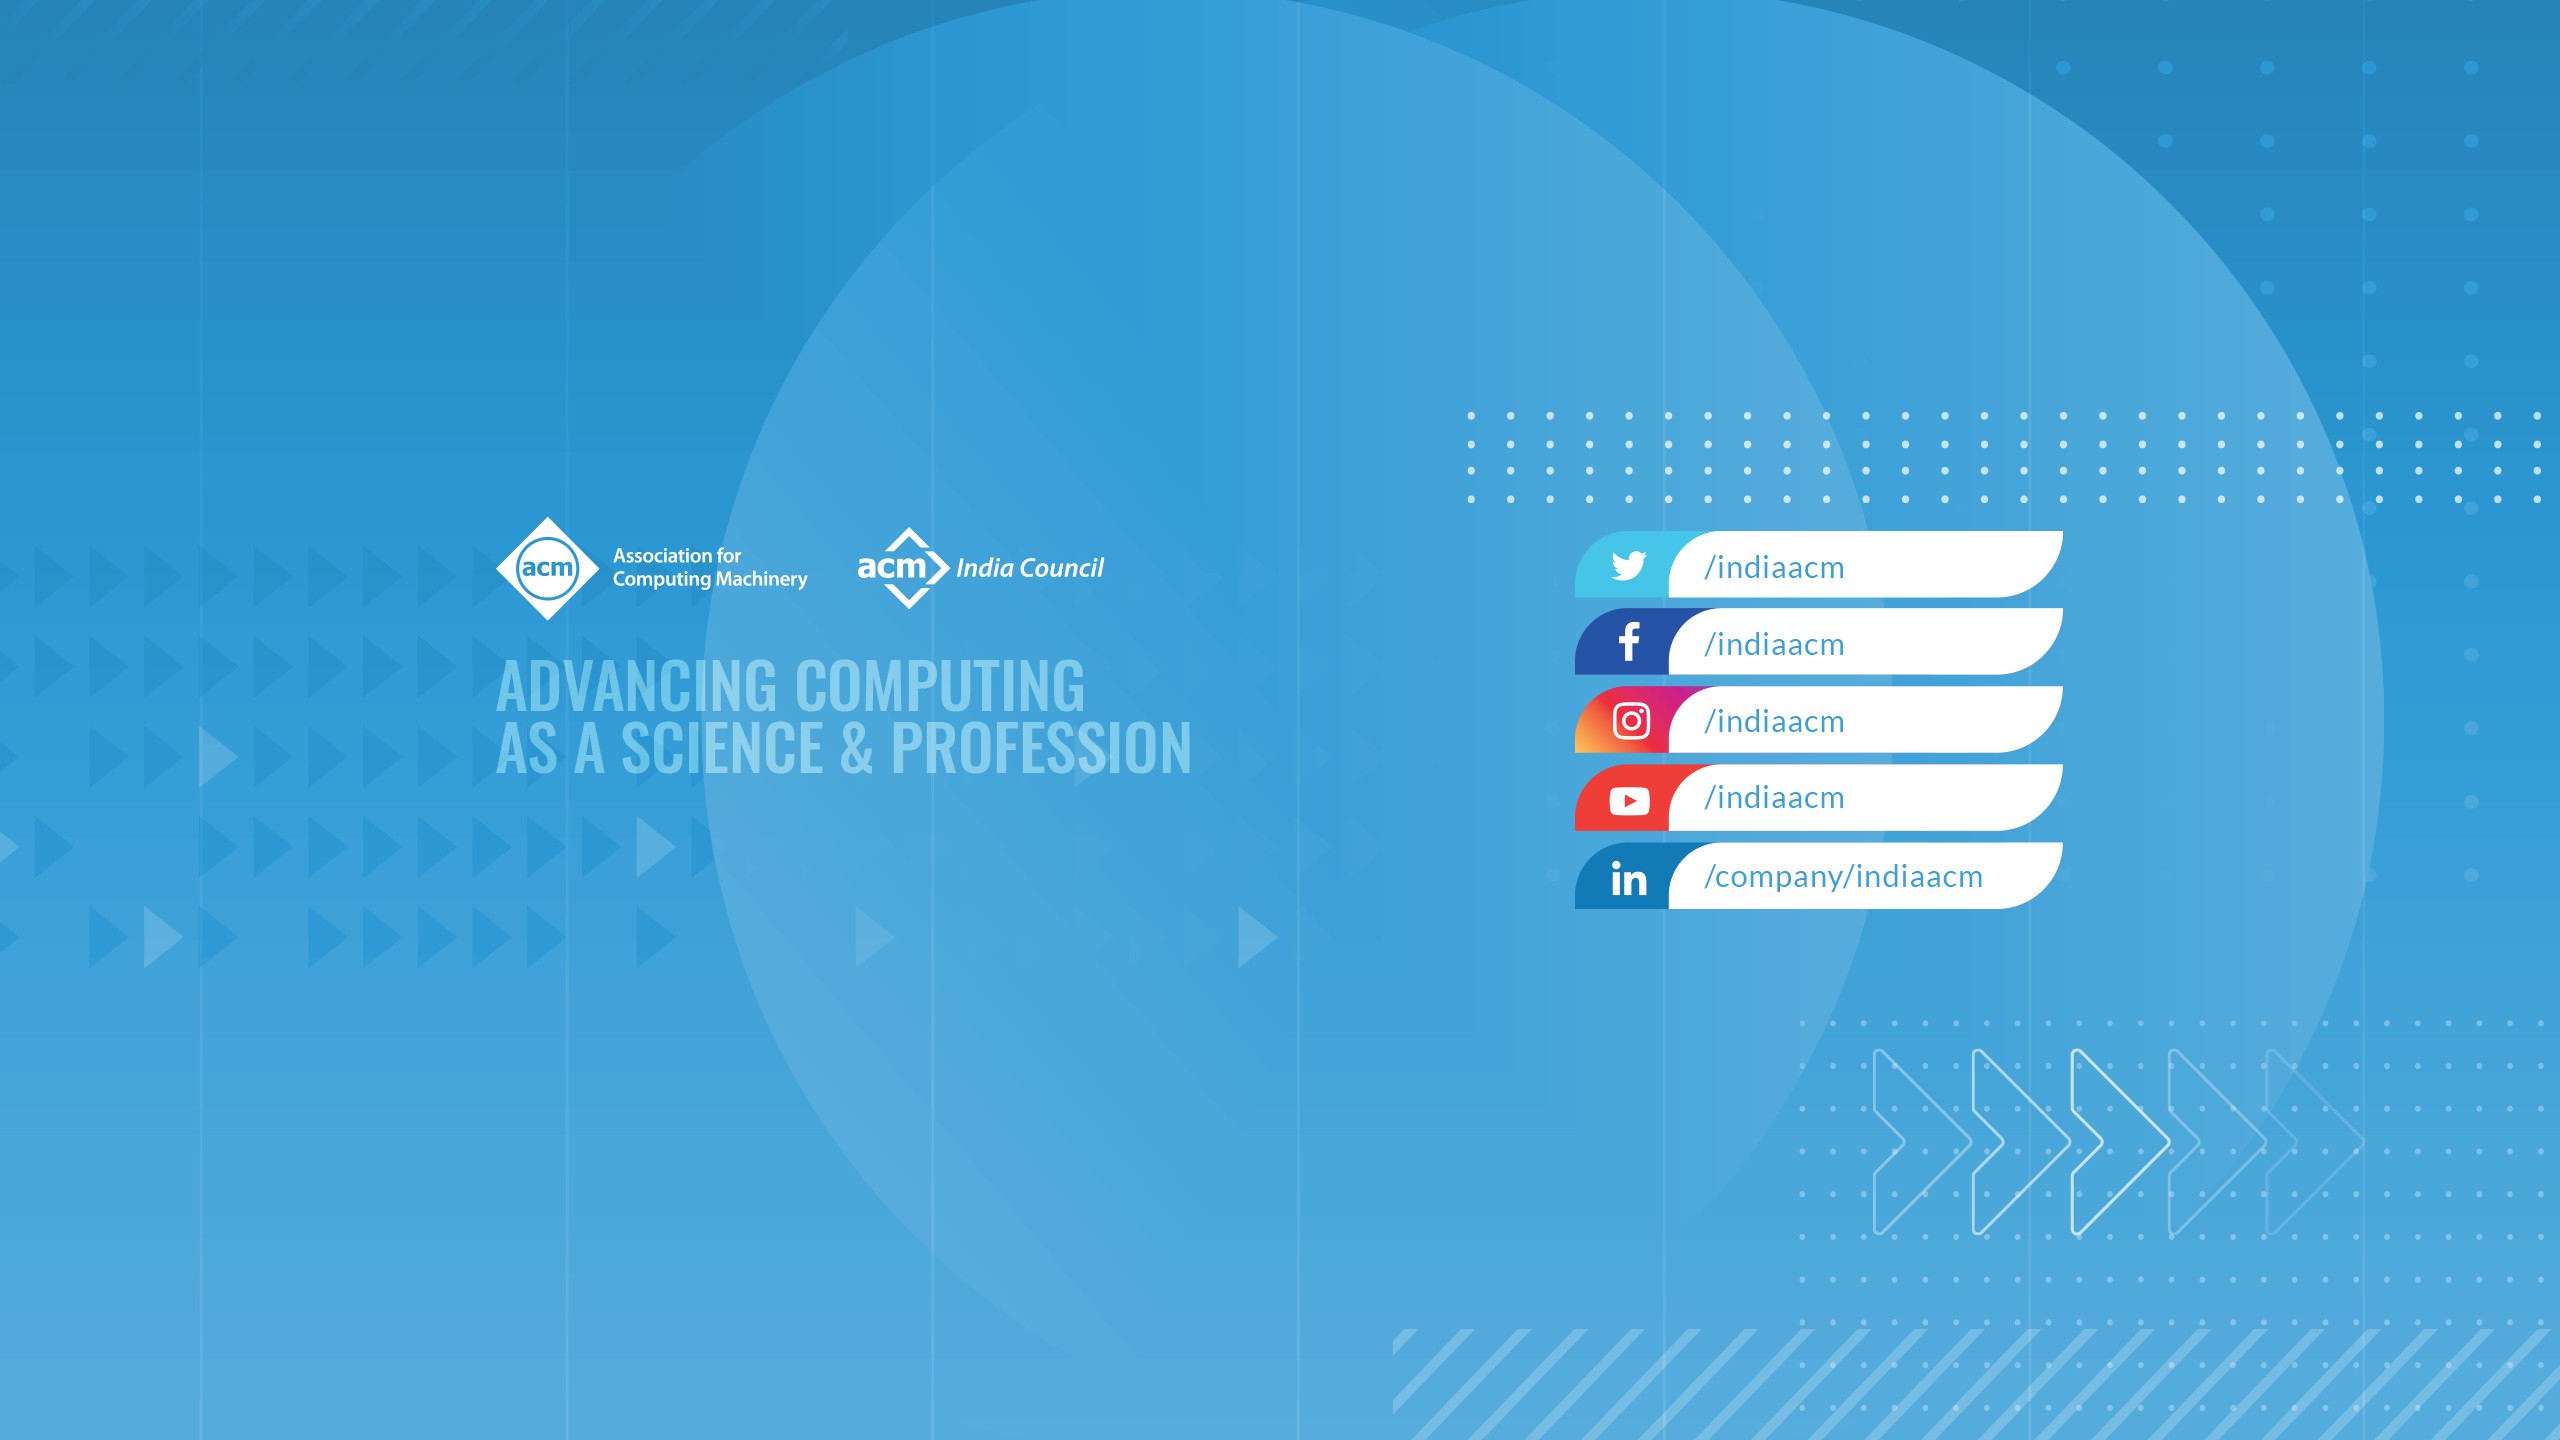 acm
Association for
Computing Machinery
acm India Council
ADVANCING COMPUTING
AS A SCIENCE & PROFESSION
/indiaacm
f /indiaacm
/indiaacm
/indiaacm
in /company/indiaacm